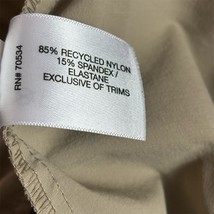 85% RECYCLED NYLON
15% SPANDEX /
ELASTANE
EXCLUSIVE OF TRIMS
RN# 70534